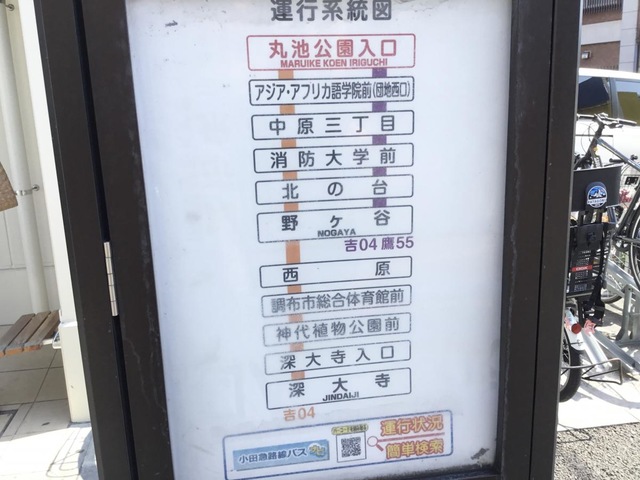 運行系統図
丸池公園入口
MARUIKE KOEN IRIGUCHI
アジア・アフリカ語学院前(団地西口)
中原三丁目
消防大学前
北の台
野ヶ谷
NOGAYA
吉04 鷹55
西原
調布市総合体育館前
神代植物公園前
深大寺入口
深大寺
JINDAIJI
吉04
小田急路線バス
運行状況
簡単検索